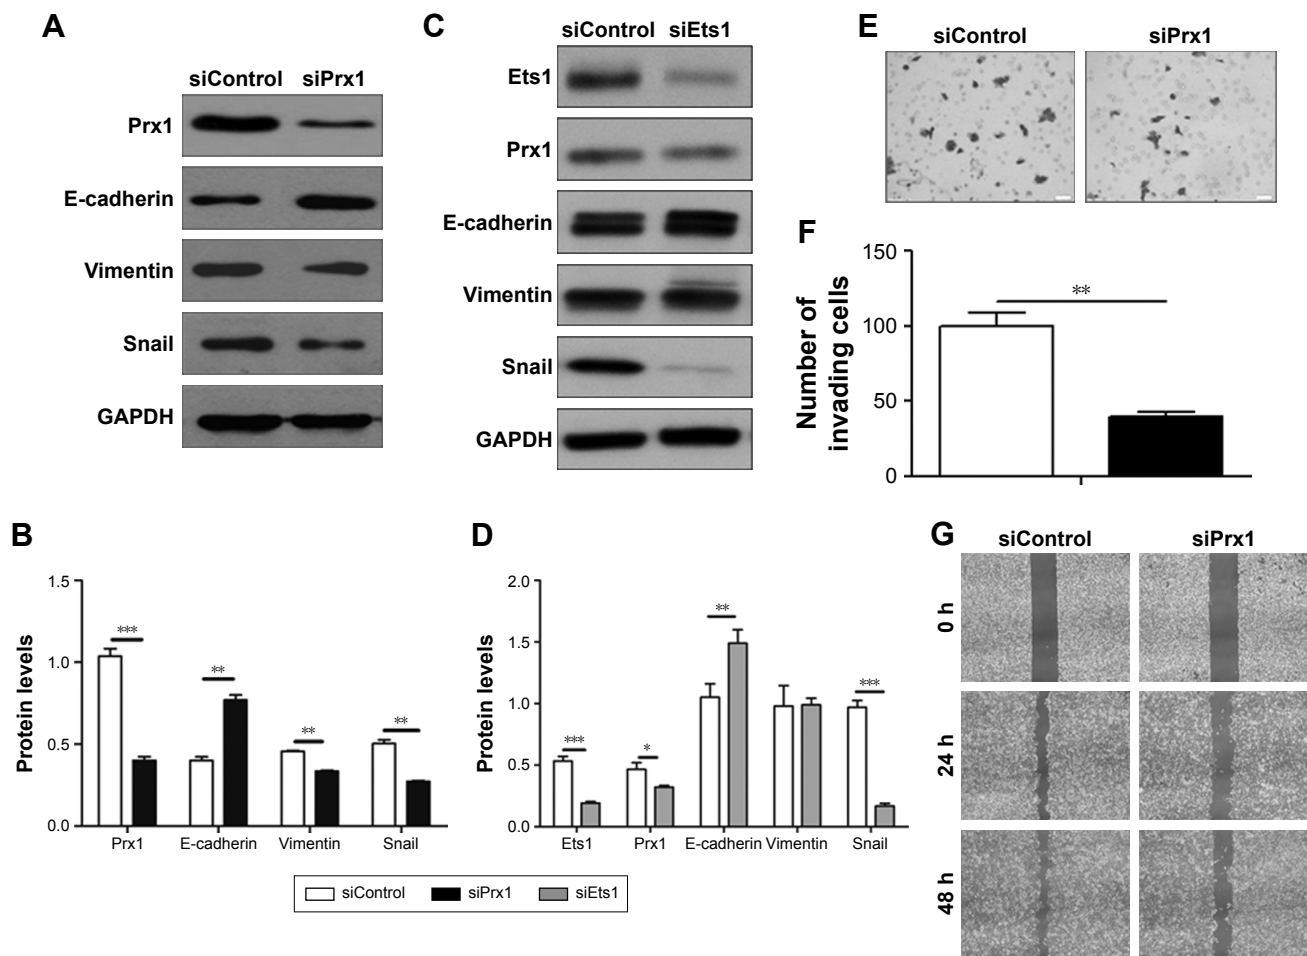 A
siControl siPrx1
Prx1
E-cadherin
Vimentin
Snail
GAPDH
C
siControl siEts1
Ets1
Prx1
E-cadherin
Vimentin
Snail
GAPDH
E
siControl siPrx1
F
Number of
invading cells
150
100
50
0
**
B
Protein levels
1.5
1.0
0.5
0.0
***
**
**
**
Prx1 E-cadherin Vimentin Snail
D
Protein levels
2.0
1.5
1.0
0.5
0.0
***
*
**
***
Ets1 Prx1 E-cadherin Vimentin Snail
siControl siPrx1 siEts1
G
siControl siPrx1
0 h
24 h
48 h